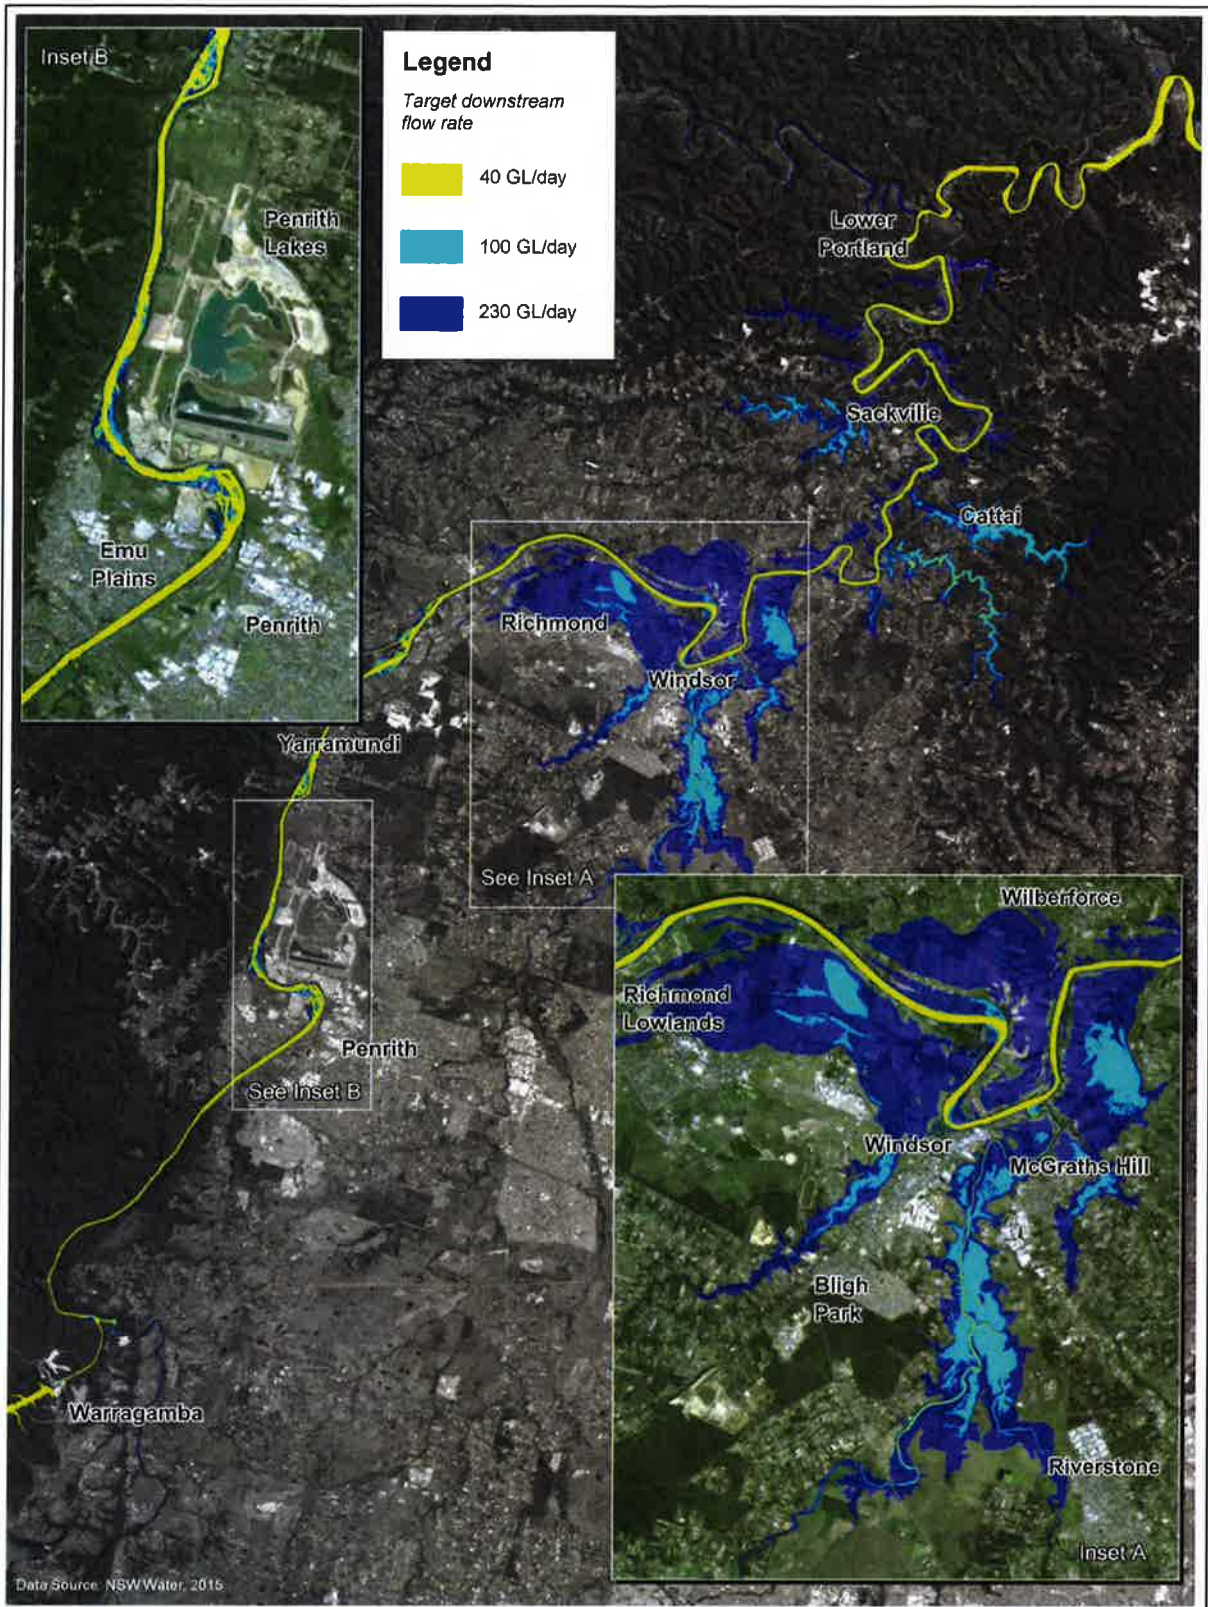 Inset B
Legend
Target downstream
flow rate
40 GL/day
100 GL/day
230 GL/day
Penrith
Lakes
Emu
Plains
Penrith
Lower
Portland
Sackville
Cattai
Richmond
Windsor
Yarramundi
See Inset A
Penrith
See Inset B
Warragamba
Wilberforce
Richmond
Lowlands
Windsor
McGraths Hill
Bligh
Park
Riverstone
Inset A
Data Source: NSW Water, 2015